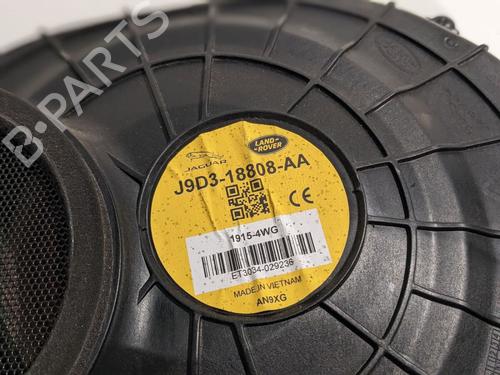 B-PARTS
JAGUAR
LAND-
ROVER
J9D3-18808-AA
CE
1915-4WG
ET3034-029236
MADE IN VIETNAM
AN9XG